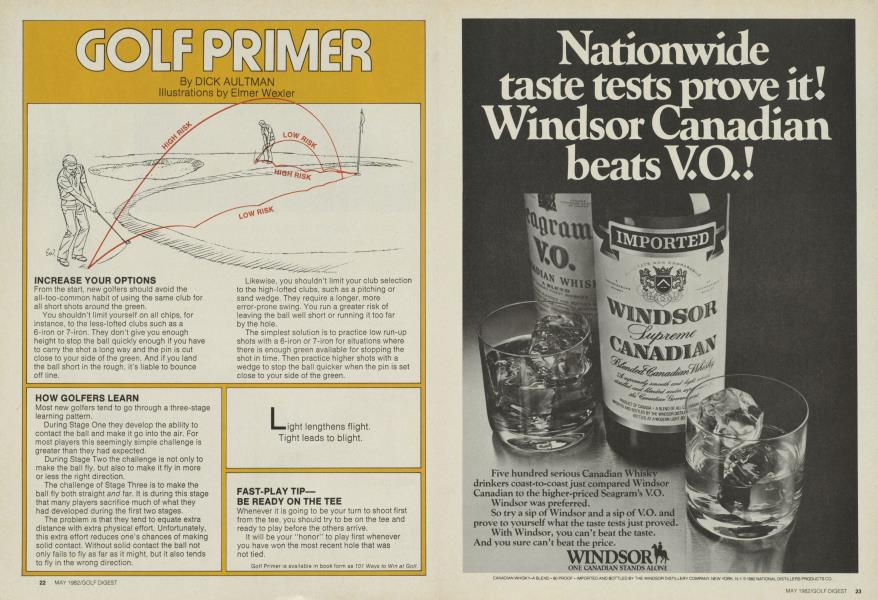 GOLF PRIMER
By DICK AULTMAN
Illustrations by Elmer Wexler
HIGH RISK
LOW RISK
HIGH RISK
LOW RISK
EW
INCREASE YOUR OPTIONS
From the start, new golfers should avoid the
all-too-common habit of using the same club for
all short shots around the green.
You shouldn't limit yourself on all chips, for
instance, to the less-lofted clubs such as a
6-iron or 7-iron. They don't give you enough
height to stop the ball quickly enough if you have
to carry the shot a long way and the pin is cut
close to your side of the green. And if you land
the ball short in the rough, it's liable to bounce
off line.
Likewise, you shouldn't limit your club selection
to the high-lofted clubs, such as a pitching or
sand wedge. They require a longer, more
error-prone swing. You run a greater risk of
leaving the ball well short or running it too far
by the hole.
The simplest solution is to practice low run-up
shots with a 6-iron or 7-iron for situations where
there is enough green available for stopping the
shot in time. Then practice higher shots with a
wedge to stop the ball quicker when the pin is set
close to your side of the green.
HOW GOLFERS LEARN
Most new golfers tend to go through a three-stage
learning pattern.
During Stage One they develop the ability to
contact the ball and make it go into the air. For
most players this seemingly simple challenge is
greater than they had expected.
During Stage Two the challenge is not only to
make the ball fly, but also to make it fly in more
or less the right direction.
The challenge of Stage Three is to make the
ball fly both straight and far. It is during this stage
that many players sacrifice much of what they
had developed during the first two stages.
The problem is that they tend to equate extra
distance with extra physical effort. Unfortunately,
this extra effort reduces one's chances of making
solid contact. Without solid contact the ball not
only fails to fly as far as it might, but it also tends
to fly in the wrong direction.
Light lengthens flight.
Tight leads to blight.
FAST-PLAY TIP—
BE READY ON THE TEE
Whenever it is going to be your turn to shoot first
from the tee, you should try to be on the tee and
ready to play before the others arrive.
It will be your "honor" to play first whenever
you have won the most recent hole that was
not tied.
Golf Primer is available in book form as 101 Ways to Win at Golf.
22 MAY 1982/GOLF DIGEST
Nationwide
taste tests prove it!
Windsor Canadian
beats V.O.!
agram
V.O.
DIAN WHIS
IMPORTED
WINDSOR
Supreme
CANADIAN
Blended Canadian Whisky
Five hundred serious Canadian Whisky
drinkers coast-to-coast just compared Windsor
Canadian to the higher-priced Seagram's V.O.
Windsor was preferred.
So try a sip of Windsor and a sip of V.O. and
prove to yourself what the taste tests just proved.
With Windsor, you can't beat the taste.
And you sure can't beat the price.
WINDSOR
ONE CANADIAN STANDS ALONE
CANADIAN WHISKY—A BLEND • 80 PROOF • IMPORTED AND BOTTLED BY THE WINDSOR DISTILLERY COMPANY, NEW YORK, N.Y. © 1982 NATIONAL DISTILLERS PRODUCTS CO.
MAY 1982/GOLF DIGEST 23